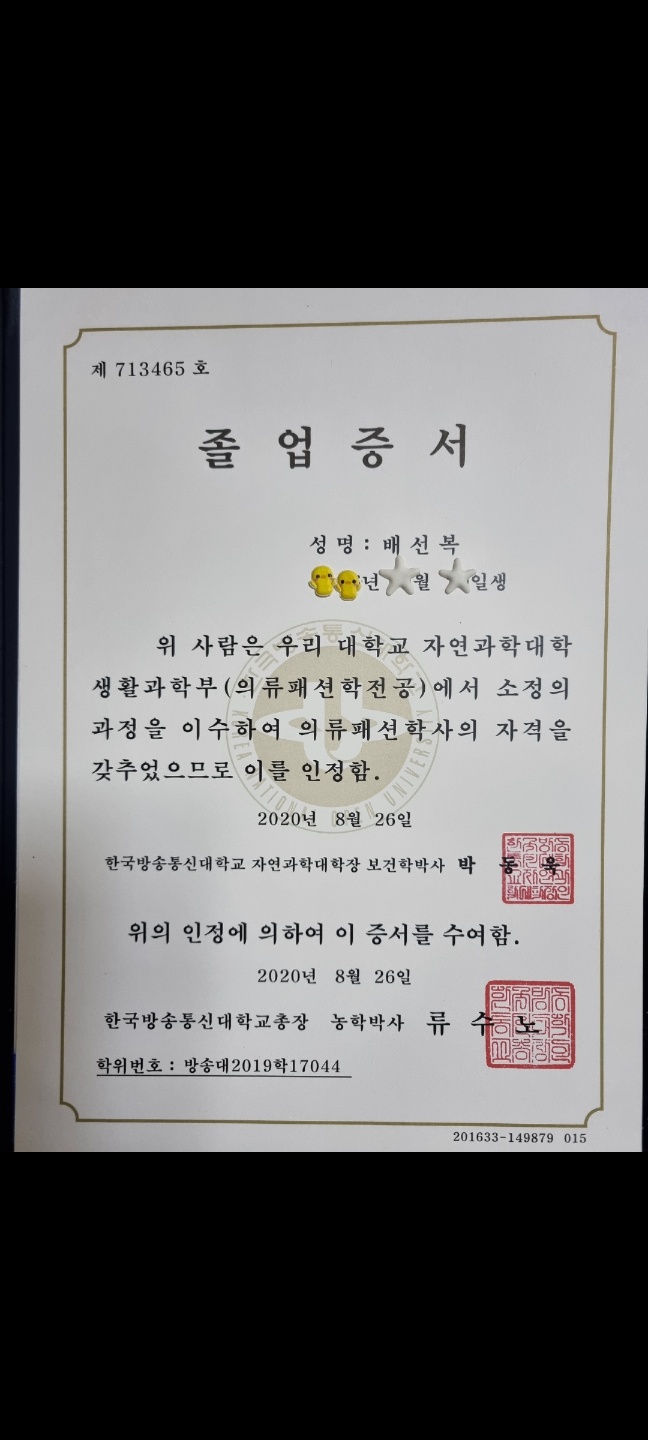 제 713465 호
졸 업 증 서
성 명 : 배 선 복
년 월 일생
위 사람은 우리 대학교 자연과학대학
생활과학부(의류패션학전공)에서 소정의
과정을 이수하여 의류패션학사의 자격을
갖추었으므로 이를 인정함.
2020년 8월 26일
한국방송통신대학교 자연과학대학장 보건학박사 박 동 욱
위의 인정에 의하여 이 증서를 수여함.
2020년 8월 26일
한국방송통신대학교총장 농학박사 류 수 노
학위번호 : 방송대2019학17044
201633-149879 015
KOREA NATIONAL OPEN UNIVERSITY